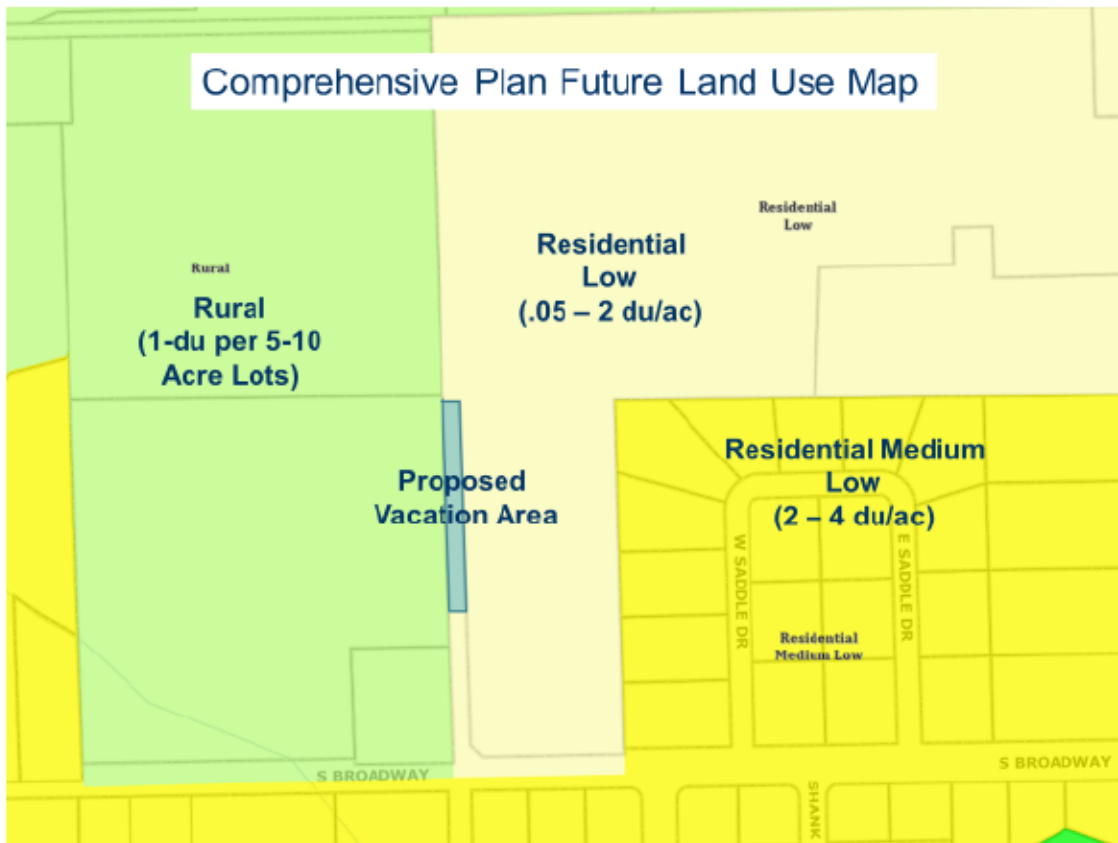 Comprehensive Plan Future Land Use Map
Residential
Low
Rural
Rural
(1-du per 5-10
Acre Lots)
Residential
Low
(.05 – 2 du/ac)
Proposed
Vacation Area
Residential Medium
Low
(2 – 4 du/ac)
W SADDLE DR
E SADDLE DR
Residential
Medium Low
S BROADWAY
S BROADWAY
SHANK